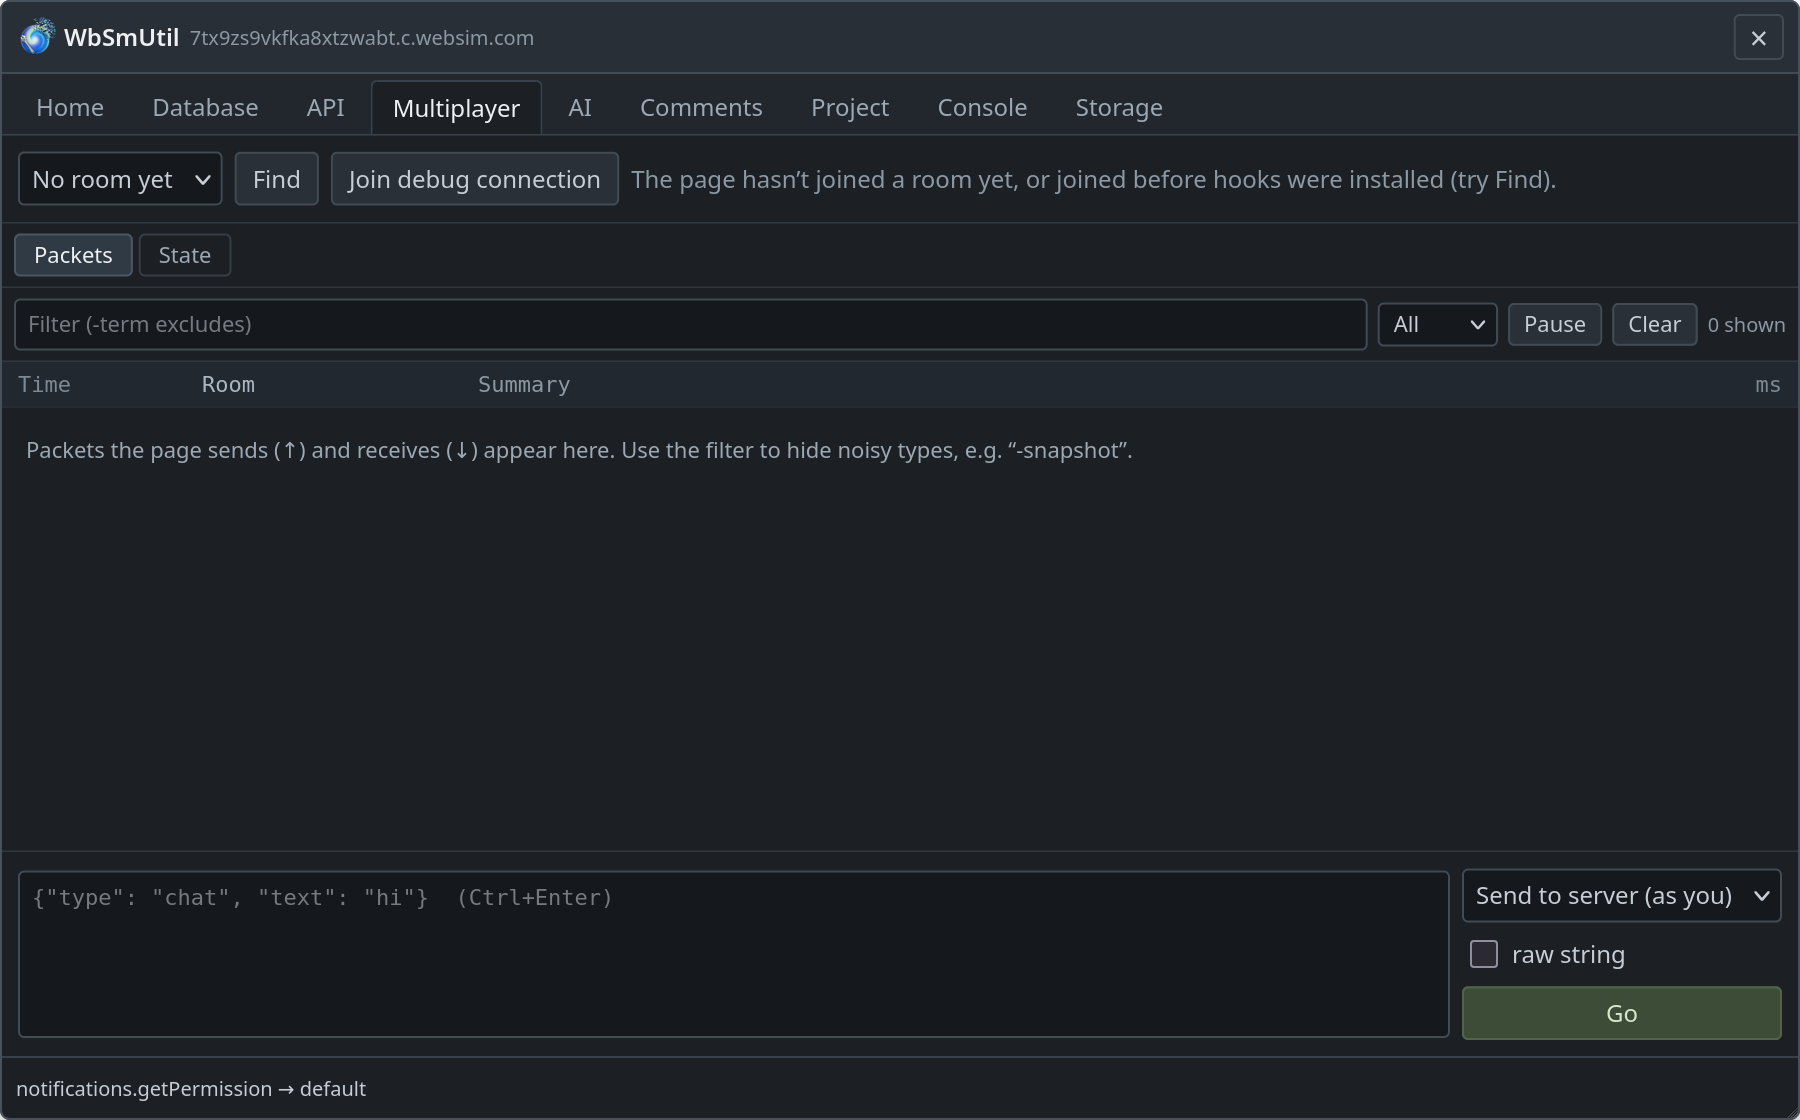 WbSmUtil 7tx9zs9vkfka8xtzwabt.c.websim.com ×
Home Database API Multiplayer AI Comments Project Console Storage
No room yet Find Join debug connection The page hasn’t joined a room yet, or joined before hooks were installed (try Find).
Packets State
Filter (-term excludes) All Pause Clear 0 shown
Time Room Summary ms
Packets the page sends (↑) and receives (↓) appear here. Use the filter to hide noisy types, e.g. “-snapshot”.
{"type": "chat", "text": "hi"} (Ctrl+Enter)
Send to server (as you)
raw string
Go
notifications.getPermission → default